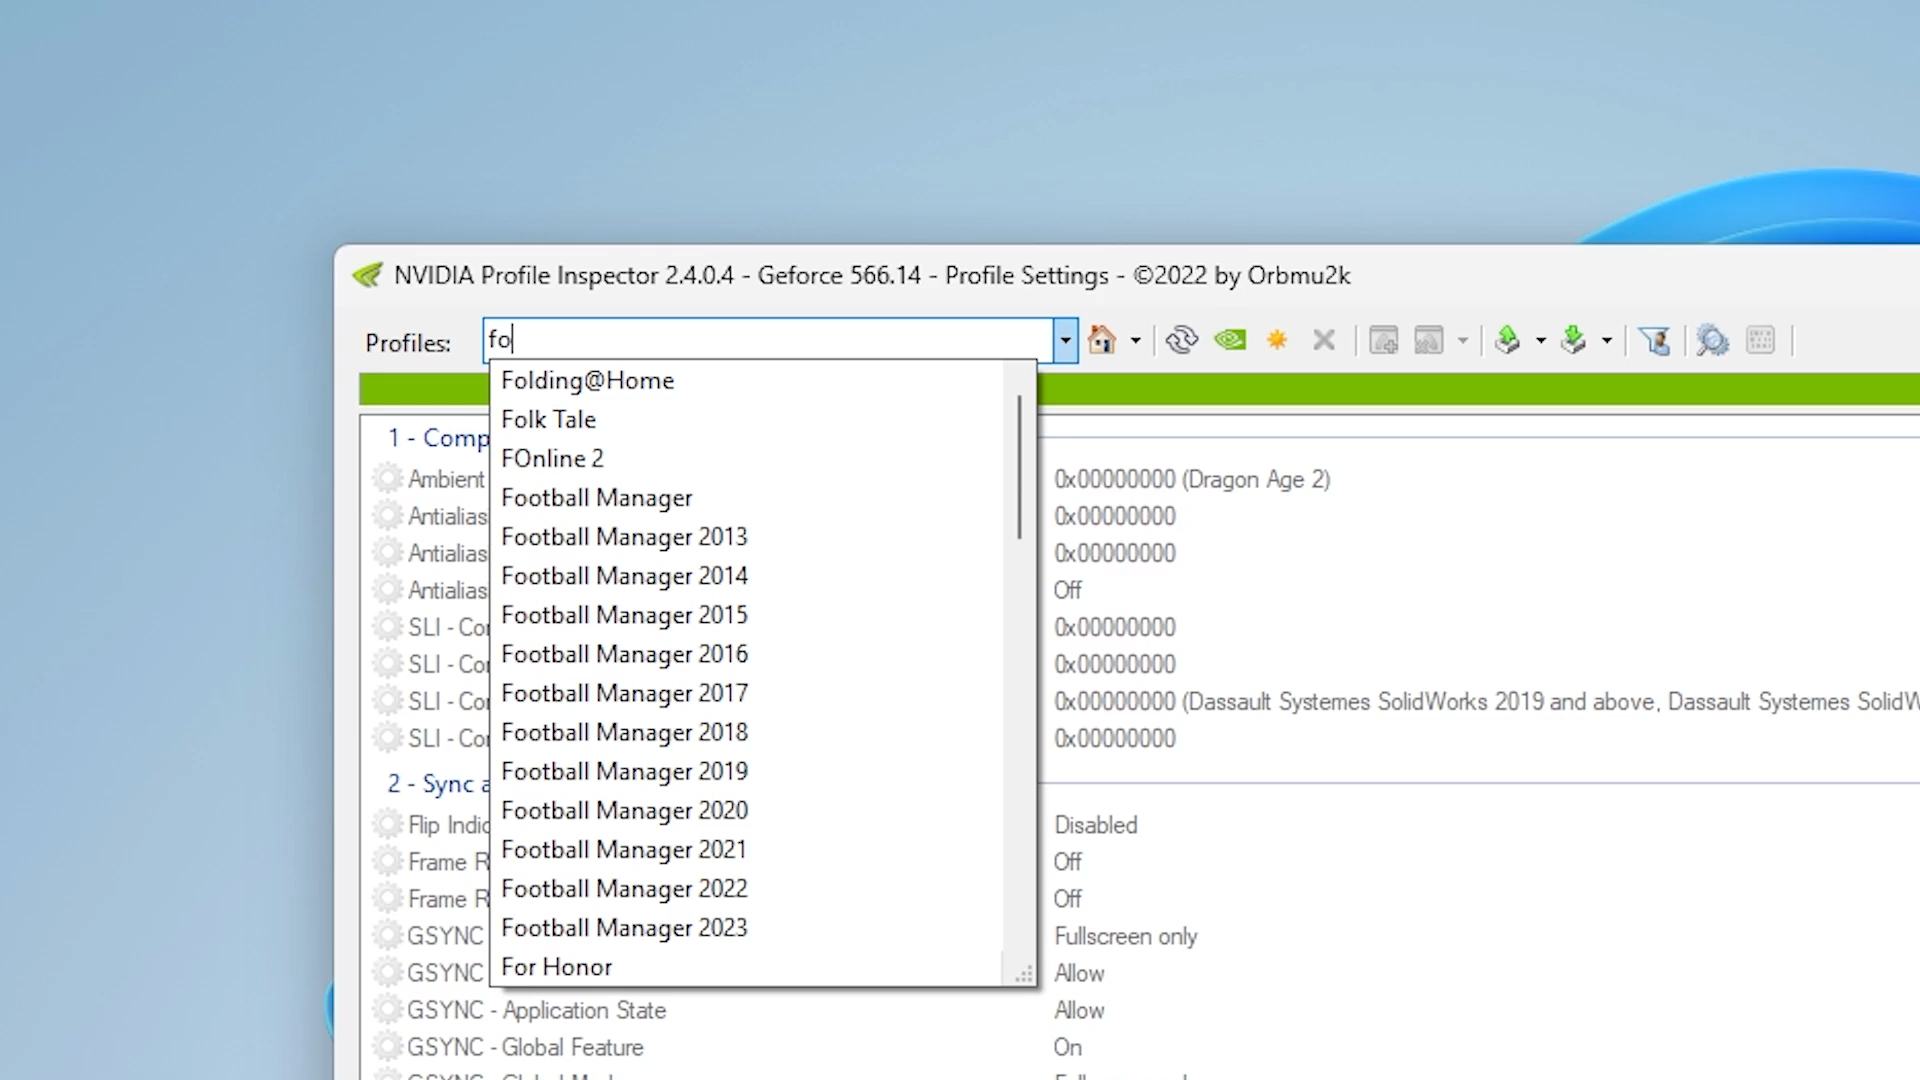 NVIDIA Profile Inspector 2.4.0.4 - Geforce 566.14 - Profile Settings - ©2022 by Orbmu2k
Profiles: fo
Folding@Home
Folk Tale
FOnline 2
Football Manager
Football Manager 2013
Football Manager 2014
Football Manager 2015
Football Manager 2016
Football Manager 2017
Football Manager 2018
Football Manager 2019
Football Manager 2020
Football Manager 2021
Football Manager 2022
Football Manager 2023
For Honor
1 - Comp
Ambient 0x00000000 (Dragon Age 2)
Antialias 0x00000000
Antialias 0x00000000
Antialias Off
SLI - Cor 0x00000000
SLI - Cor 0x00000000
SLI - Cor 0x00000000 (Dassault Systemes SolidWorks 2019 and above, Dassault Systemes SolidW
SLI - Cor 0x00000000
2 - Sync a
Flip Indic Disabled
Frame R Off
Frame R Off
GSYNC Fullscreen only
GSYNC Allow
GSYNC - Application State Allow
GSYNC - Global Feature On